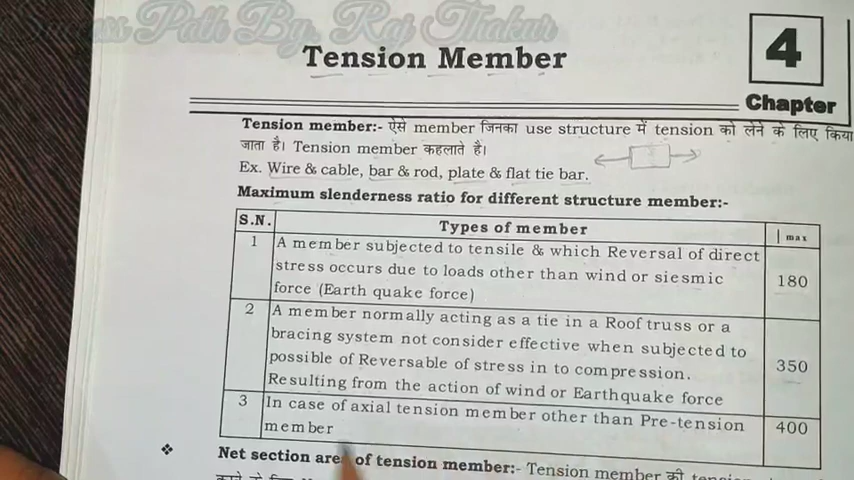 Success Path By. Raj Thakur
Tension Member
4
Chapter
Tension member:- ऐसे member जिनका use structure में tension को लेने के लिए किया
जाता है। Tension member कहलाते है।
Ex. Wire & cable, bar & rod, plate & flat tie bar.
Maximum slenderness ratio for different structure member:-
S.N. Types of member | max
1 A member subjected to tensile & which Reversal of direct
stress occurs due to loads other than wind or siesmic 180
force (Earth quake force)
2 A member normally acting as a tie in a Roof truss or a
bracing system not consider effective when subjected to
possible of Reversable of stress in to compression. 350
Resulting from the action of wind or Earthquake force
3 In case of axial tension member other than Pre-tension 400
member
❖ Net section area of tension member:- Tension member की